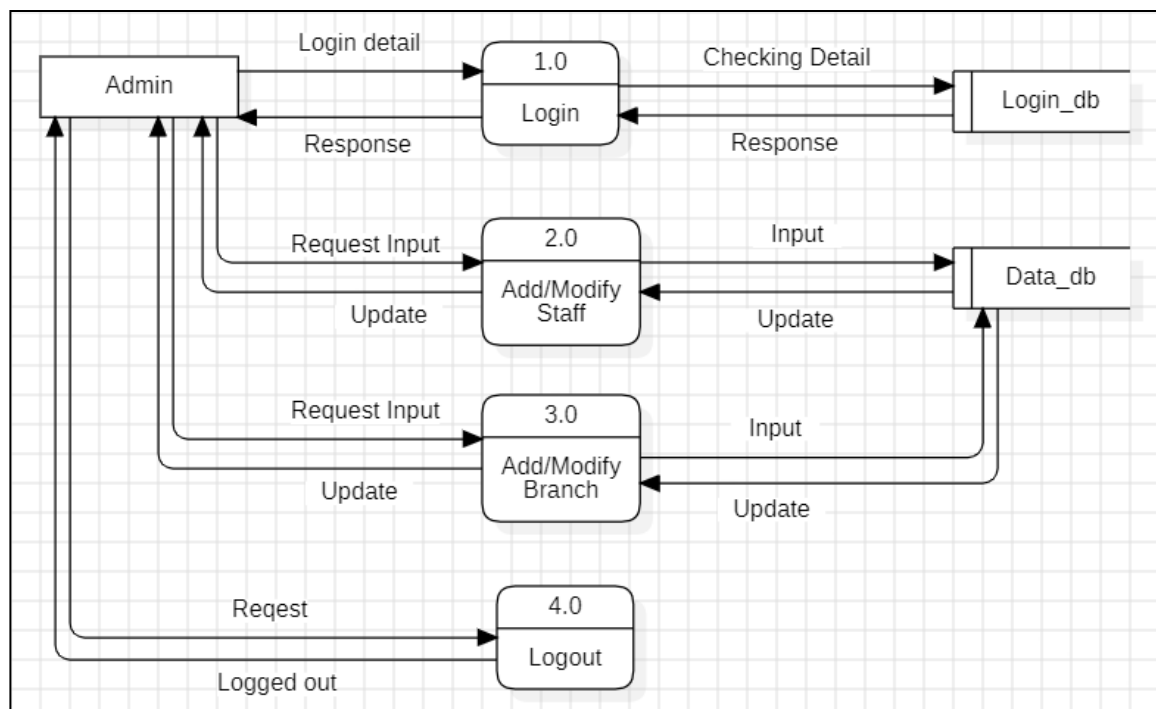 Login detail
1.0
Checking Detail
Admin
Login
Login_db
Response
Response
Request Input
2.0
Input
Add/Modify
Staff
Data_db
Update
Update
Request Input
3.0
Input
Add/Modify
Branch
Update
Update
Reqest
4.0
Logout
Logged out